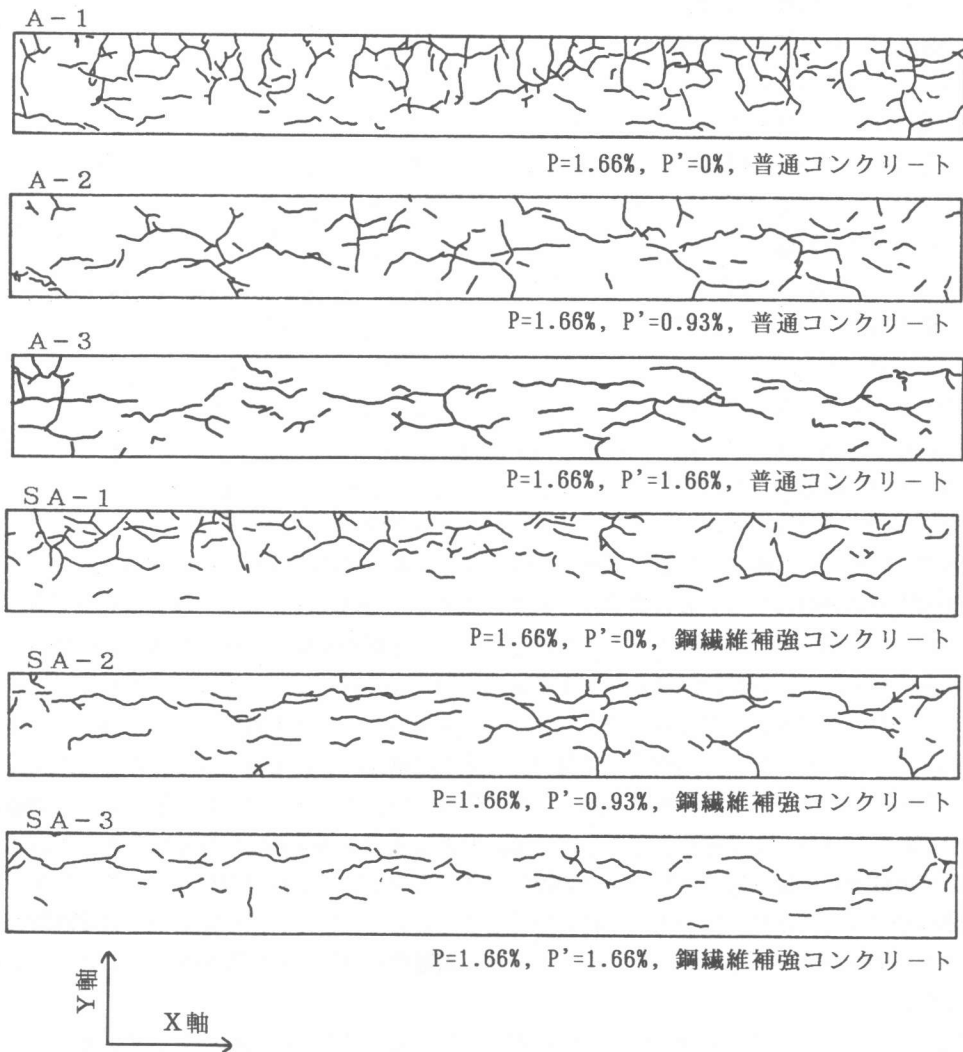 A-1
P=1.66%, P'=0%, 普通コンクリート
A-2
P=1.66%, P'=0.93%, 普通コンクリート
A-3
P=1.66%, P'=1.66%, 普通コンクリート
SA-1
P=1.66%, P'=0%, 鋼繊維補強コンクリート
SA-2
P=1.66%, P'=0.93%, 鋼繊維補強コンクリート
SA-3
P=1.66%, P'=1.66%, 鋼繊維補強コンクリート
Y軸
X軸